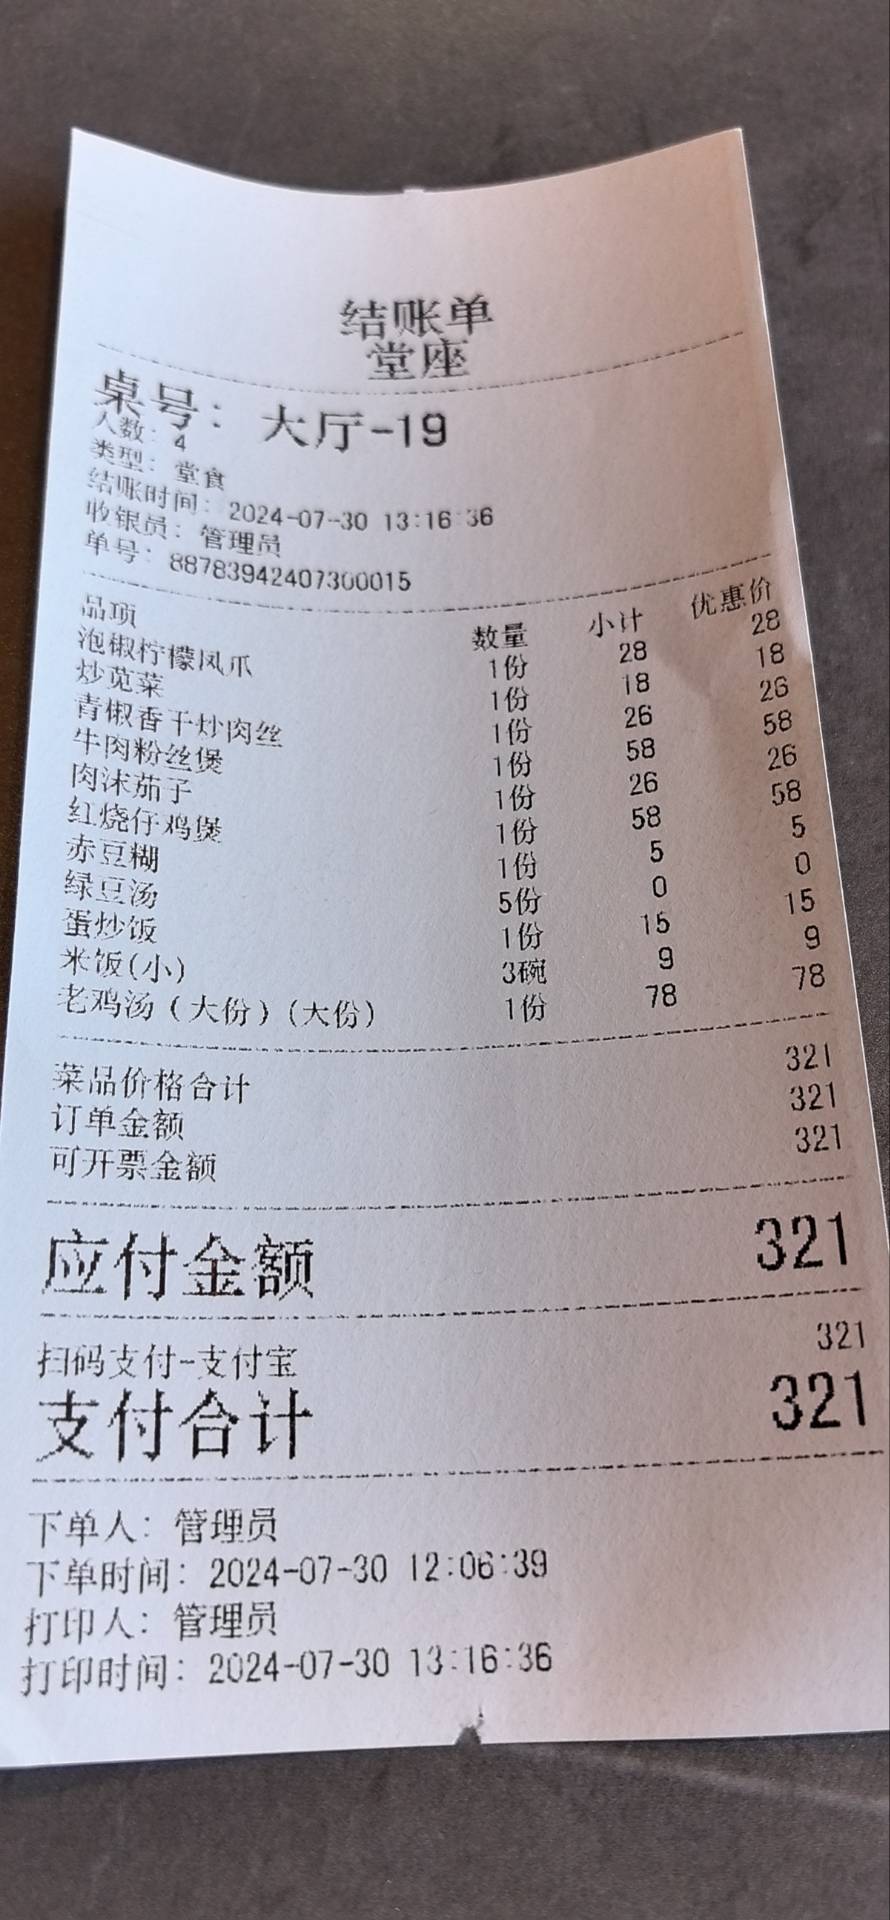 结账单
堂座
桌号：大厅-19
人数：4
类型：堂食
结账时间：2024-07-30 13:16:36
收银员：管理员
单号：88783942407300015
品项 数量 小计 优惠价
泡椒柠檬凤爪 1份 28 28
炒苋菜 1份 18 18
青椒香干炒肉丝 1份 26 26
牛肉粉丝煲 1份 58 58
肉沫茄子 1份 26 26
红烧仔鸡煲 1份 58 58
赤豆糊 1份 5 5
绿豆汤 5份 0 0
蛋炒饭 1份 15 15
米饭(小) 3碗 9 9
老鸡汤（大份）(大份) 1份 78 78
菜品价格合计 321
订单金额 321
可开票金额 321
应付金额 321
扫码支付-支付宝 321
支付合计 321
下单人：管理员
下单时间：2024-07-30 12:06:39
打印人：管理员
打印时间：2024-07-30 13:16:36